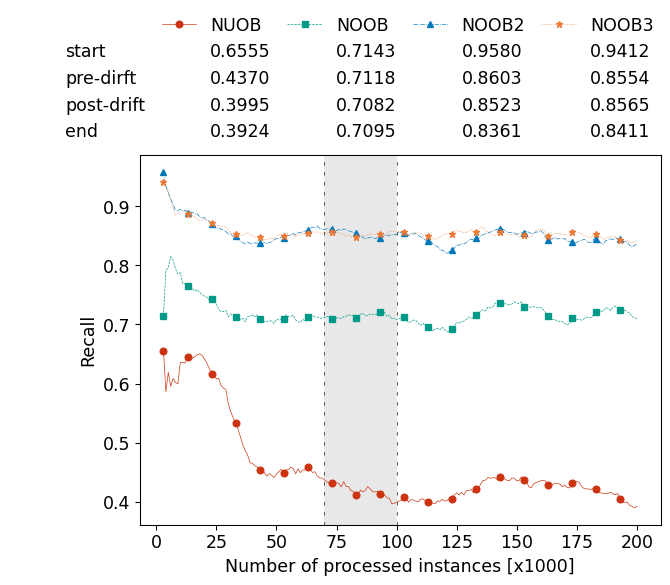 NUOB NOOB NOOB2 NOOB3
start 0.6555 0.7143 0.9580 0.9412
pre-dirft 0.4370 0.7118 0.8603 0.8554
post-drift 0.3995 0.7082 0.8523 0.8565
end 0.3924 0.7095 0.8361 0.8411
0.9
0.8
0.7
0.6
0.5
0.4
Recall
0 25 50 75 100 125 150 175 200
Number of processed instances [x1000]